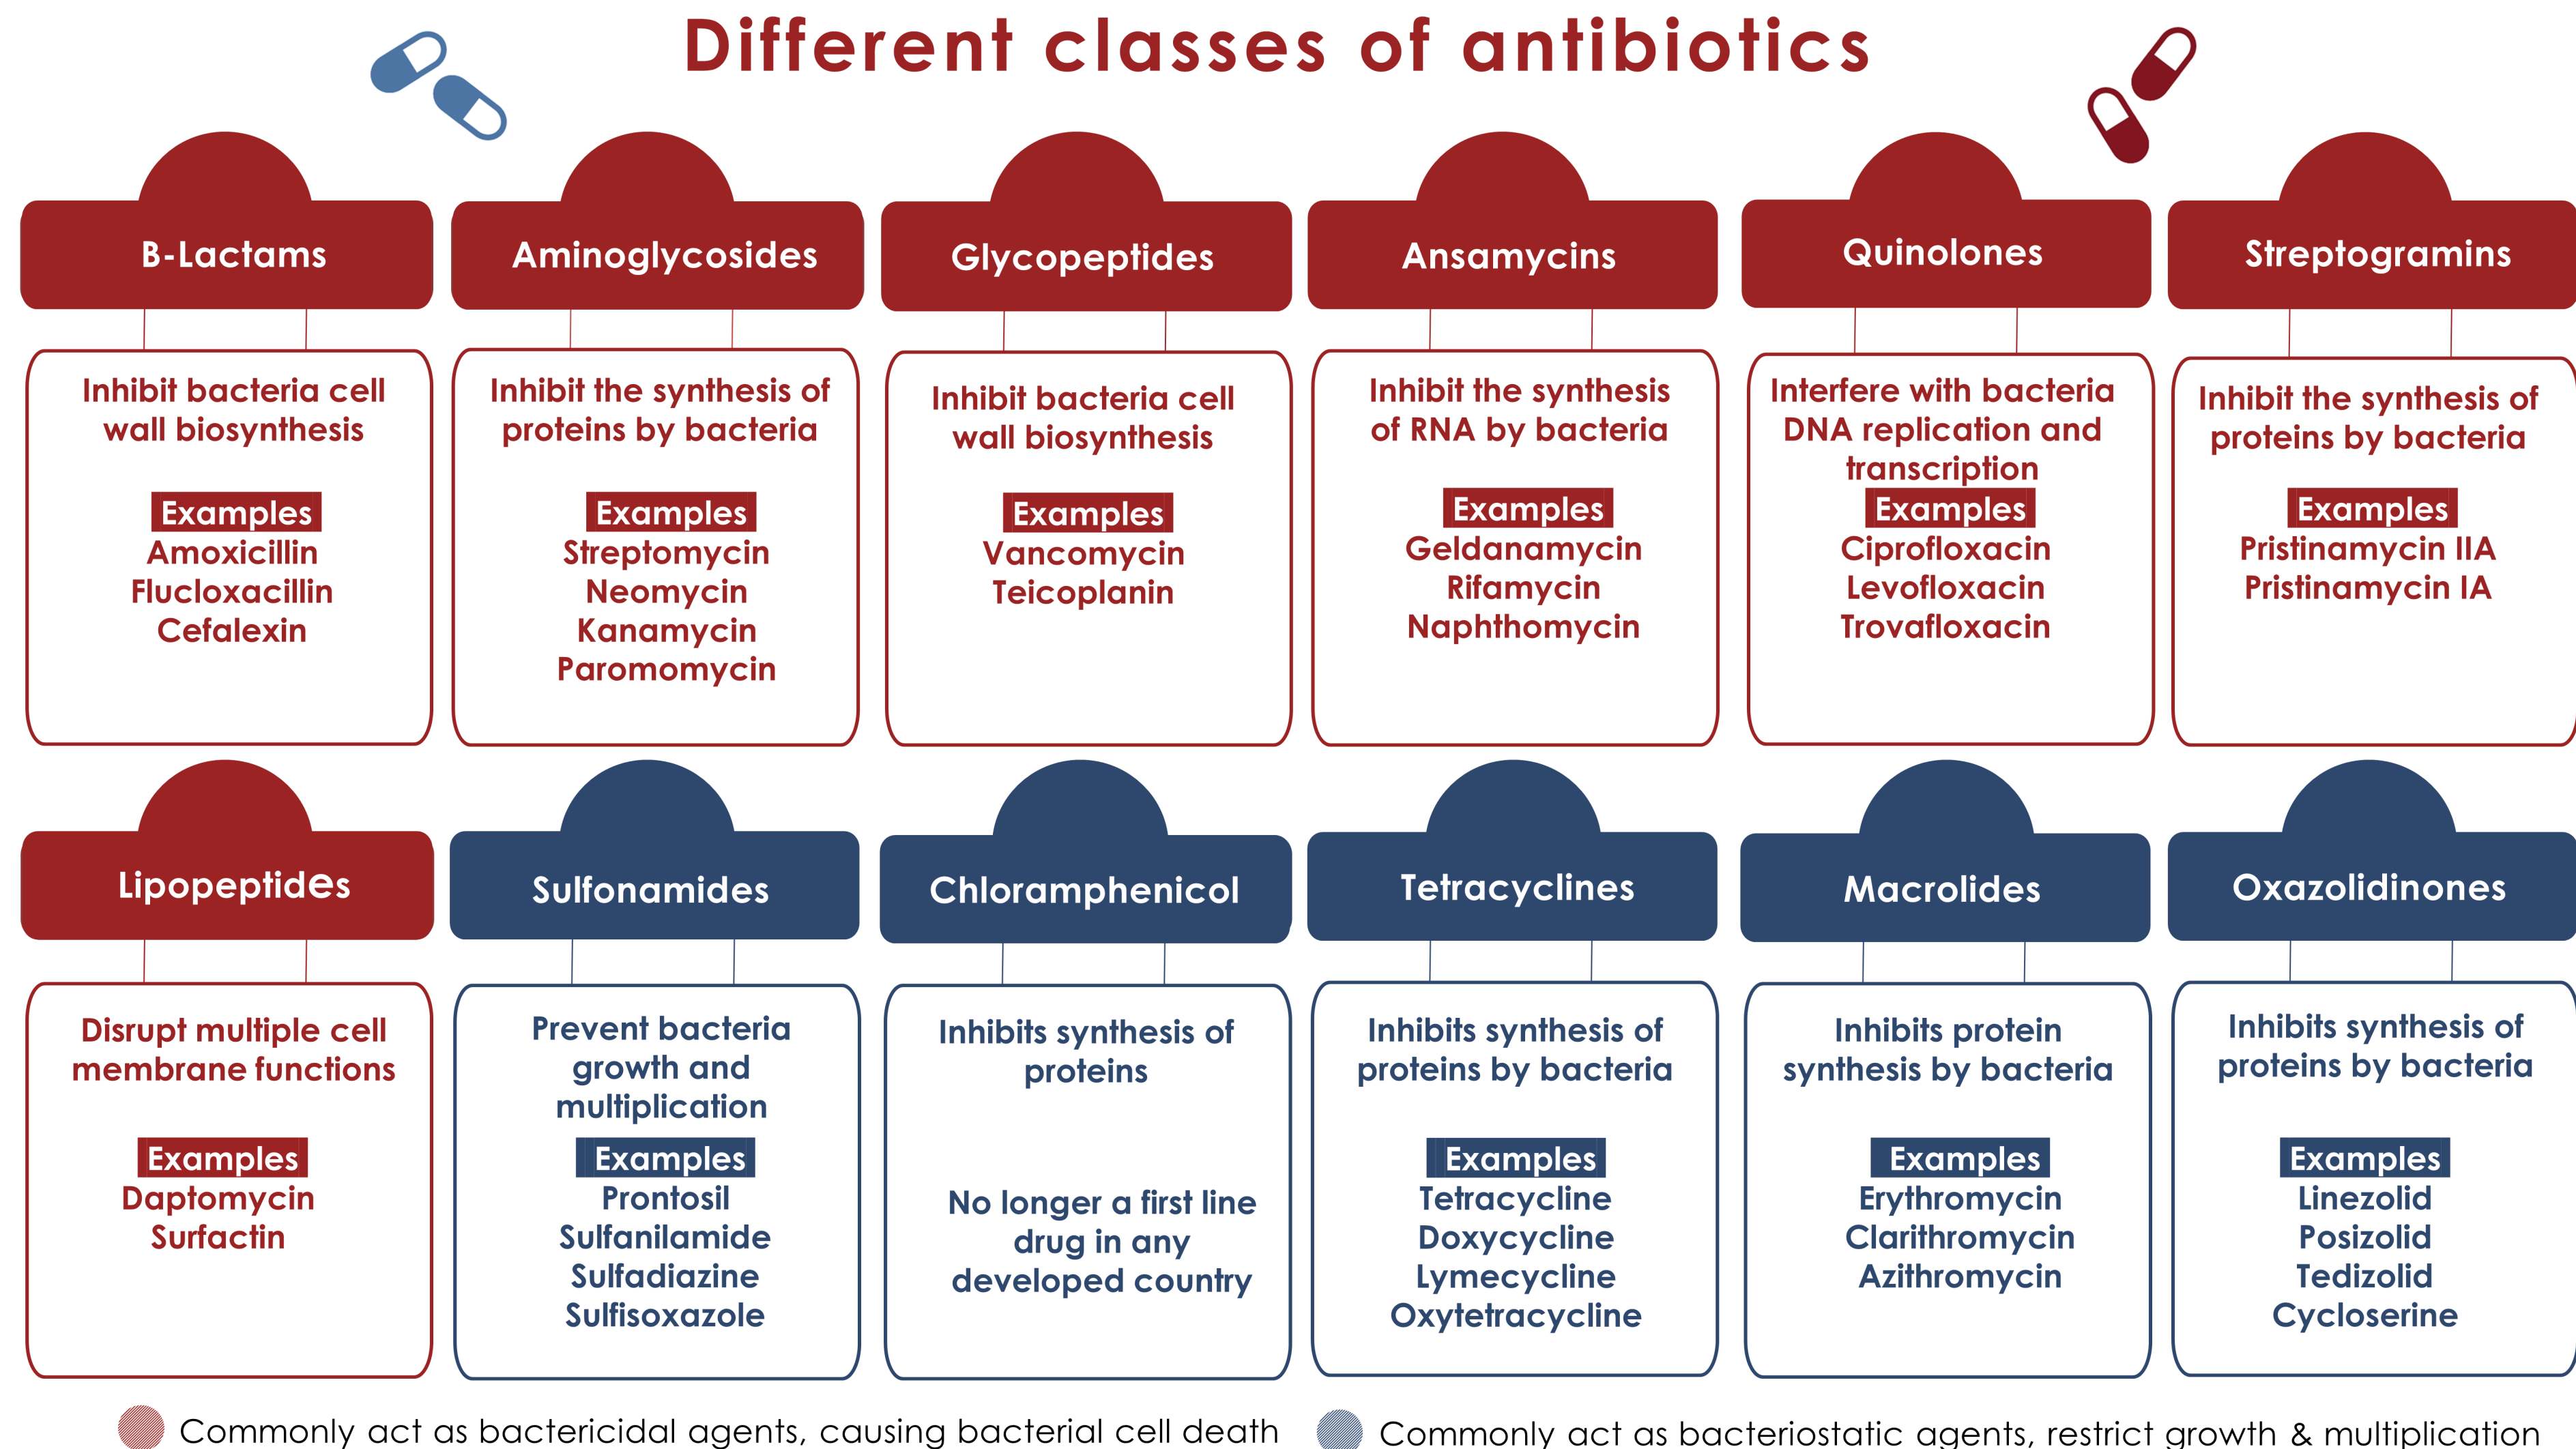 Different classes of antibiotics
B-Lactams
Inhibit bacteria cell
wall biosynthesis
Examples
Amoxicillin
Flucloxacillin
Cefalexin
Aminoglycosides
Inhibit the synthesis of
proteins by bacteria
Examples
Streptomycin
Neomycin
Kanamycin
Paromomycin
Glycopeptides
Inhibit bacteria cell
wall biosynthesis
Examples
Vancomycin
Teicoplanin
Ansamycins
Inhibit the synthesis
of RNA by bacteria
Examples
Geldanamycin
Rifamycin
Naphthomycin
Quinolones
Interfere with bacteria
DNA replication and
transcription
Examples
Ciprofloxacin
Levofloxacin
Trovafloxacin
Streptogramins
Inhibit the synthesis of
proteins by bacteria
Examples
Pristinamycin IIA
Pristinamycin IA
Lipopeptides
Disrupt multiple cell
membrane functions
Examples
Daptomycin
Surfactin
Sulfonamides
Prevent bacteria
growth and
multiplication
Examples
Prontosil
Sulfanilamide
Sulfadiazine
Sulfisoxazole
Chloramphenicol
Inhibits synthesis of
proteins
No longer a first line
drug in any
developed country
Tetracyclines
Inhibits synthesis of
proteins by bacteria
Examples
Tetracycline
Doxycycline
Lymecycline
Oxytetracycline
Macrolides
Inhibits protein
synthesis by bacteria
Examples
Erythromycin
Clarithromycin
Azithromycin
Oxazolidinones
Inhibits synthesis of
proteins by bacteria
Examples
Linezolid
Posizolid
Tedizolid
Cycloserine
Commonly act as bactericidal agents, causing bacterial cell death
Commonly act as bacteriostatic agents, restrict growth & multiplication